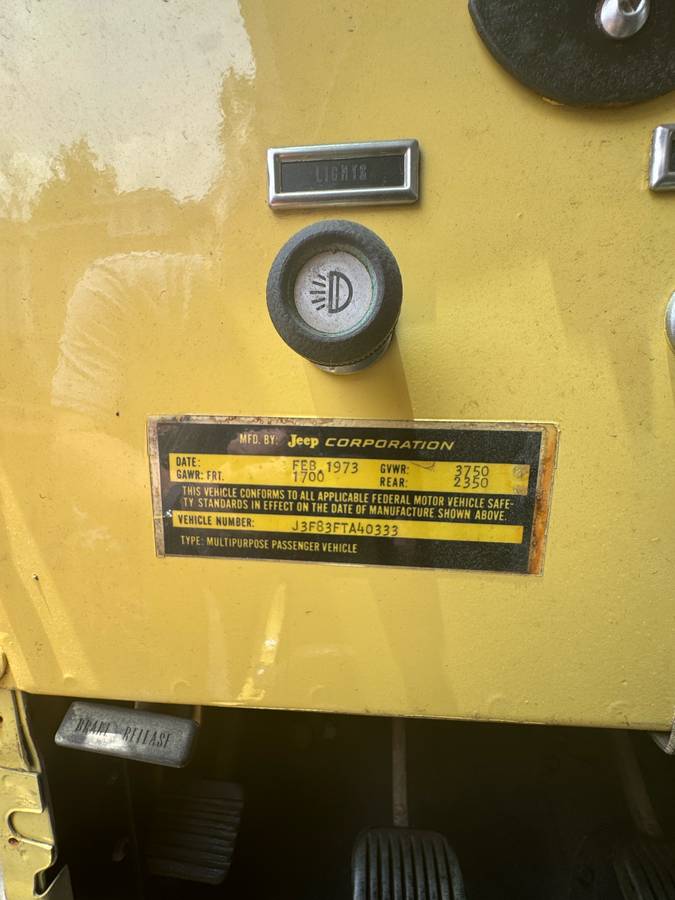 LIGHTS
MFD. BY: Jeep CORPORATION
DATE: FEB. 1973 GVWR: 3750
GAWR: FRT. 1700 REAR: 2350
THIS VEHICLE CONFORMS TO ALL APPLICABLE FEDERAL MOTOR VEHICLE SAFE-
TY STANDARDS IN EFFECT ON THE DATE OF MANUFACTURE SHOWN ABOVE.
VEHICLE NUMBER: J3F83FTA40333
TYPE: MULTIPURPOSE PASSENGER VEHICLE
BRAKE RELEASE